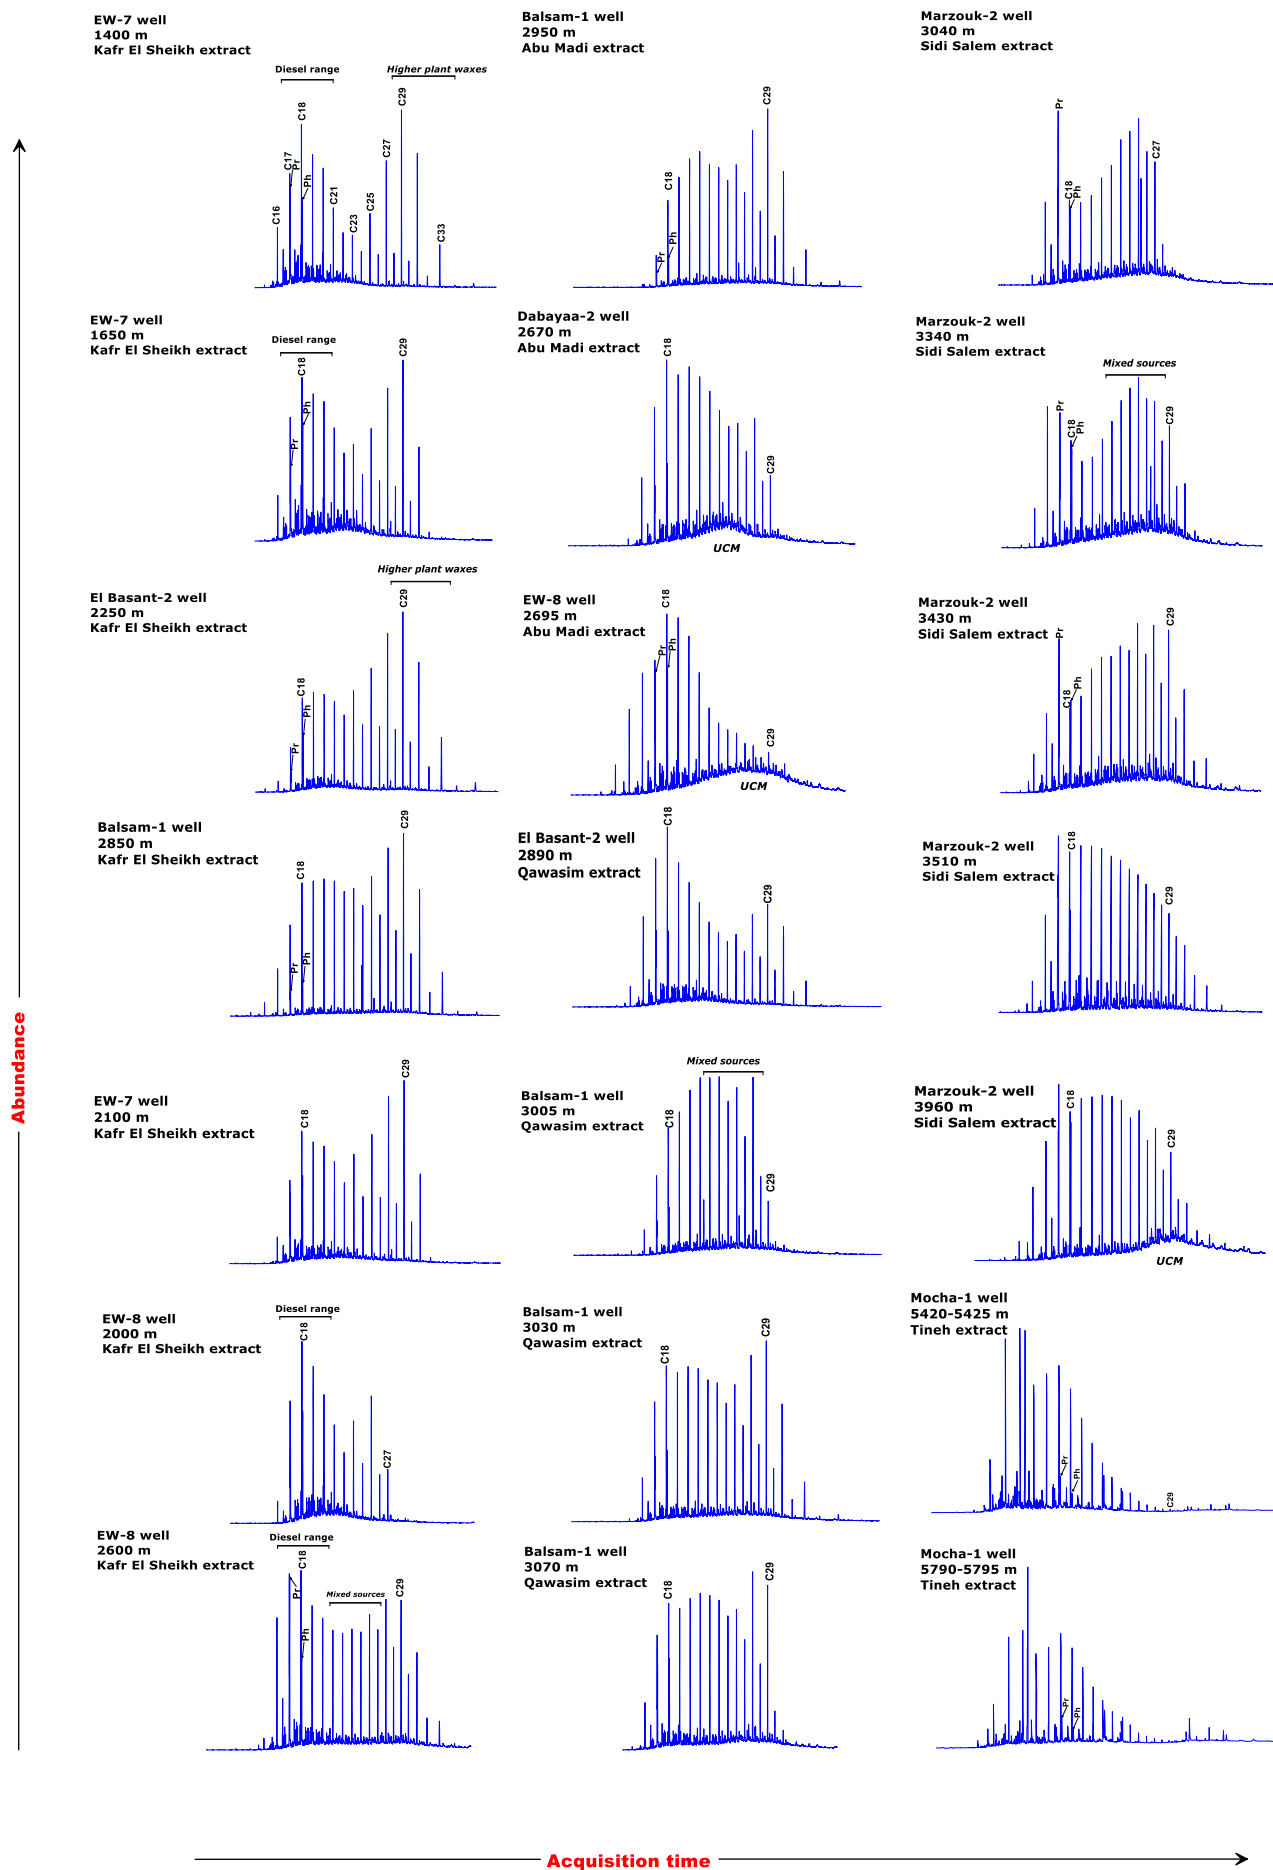 EW-7 well
1400 m
Kafr El Sheikh extract
Diesel range
Higher plant waxes
C16
C17
Pr
C18
Ph
C21
C23
C25
C27
C29
C33
EW-7 well
1650 m
Kafr El Sheikh extract
Diesel range
Pr
C18
Ph
C29
El Basant-2 well
2250 m
Kafr El Sheikh extract
Higher plant waxes
Pr
C18
Ph
C29
Balsam-1 well
2850 m
Kafr El Sheikh extract
Pr
C18
Ph
C29
EW-7 well
2100 m
Kafr El Sheikh extract
C18
C29
EW-8 well
2000 m
Kafr El Sheikh extract
Diesel range
C18
C27
EW-8 well
2600 m
Kafr El Sheikh extract
Diesel range
Mixed sources
Pr
C18
Ph
C29
Balsam-1 well
2950 m
Abu Madi extract
Pr
C18
Ph
C29
Dabayaa-2 well
2670 m
Abu Madi extract
C18
C29
UCM
EW-8 well
2695 m
Abu Madi extract
Pr
C18
Ph
C29
UCM
El Basant-2 well
2890 m
Qawasim extract
C18
C29
Balsam-1 well
3005 m
Qawasim extract
Mixed sources
C18
C29
Balsam-1 well
3030 m
Qawasim extract
C18
C29
Balsam-1 well
3070 m
Qawasim extract
C18
C29
Marzouk-2 well
3040 m
Sidi Salem extract
Pr
C18
Ph
C27
Marzouk-2 well
3340 m
Sidi Salem extract
Mixed sources
Pr
C18
Ph
C29
Marzouk-2 well
3430 m
Sidi Salem extract
Pr
C18
Ph
C29
Marzouk-2 well
3510 m
Sidi Salem extract
C18
C29
Marzouk-2 well
3960 m
Sidi Salem extract
C18
C29
UCM
Mocha-1 well
5420-5425 m
Tineh extract
Pr
Ph
C29
Mocha-1 well
5790-5795 m
Tineh extract
Pr
Ph
Abundance
Acquisition time